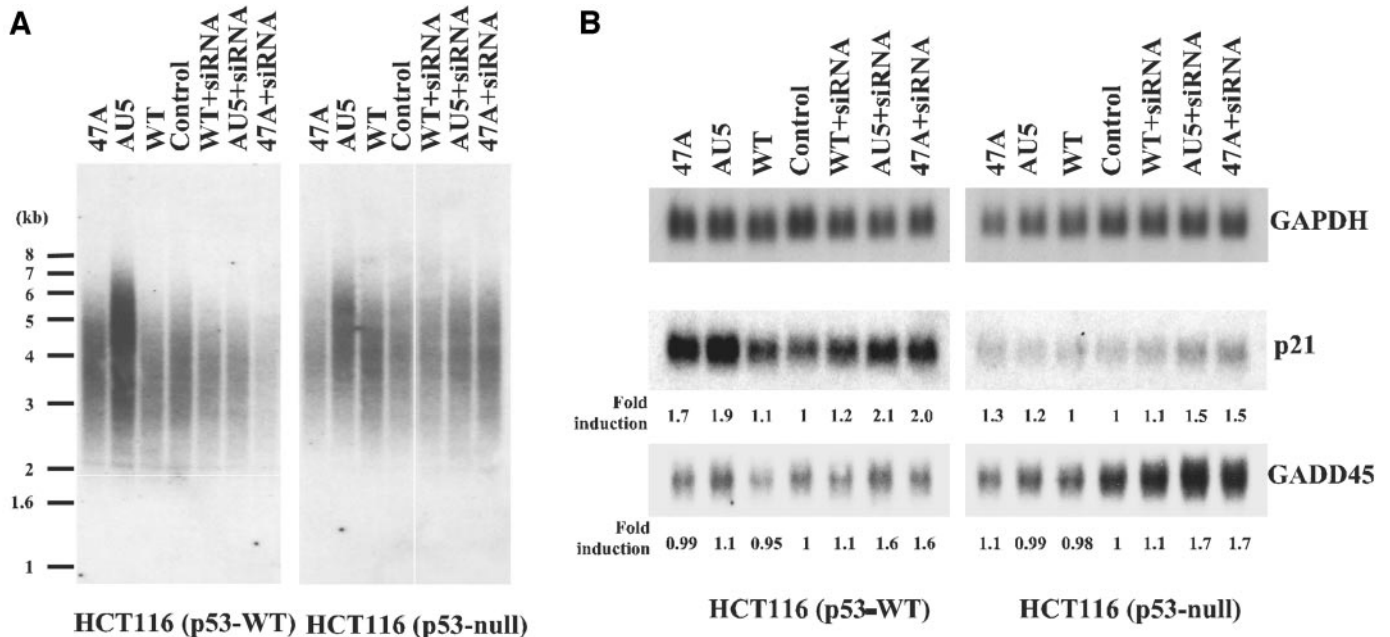 A
47A
AU5
WT
Control
WT+siRNA
AU5+siRNA
47A+siRNA
47A
AU5
WT
Control
WT+siRNA
AU5+siRNA
47A+siRNA
(kb)
8
7
6
5
4
3
2
1.6
1
HCT116 (p53-WT)
HCT116 (p53-null)
B
47A
AU5
WT
Control
WT+siRNA
AU5+siRNA
47A+siRNA
47A
AU5
WT
Control
WT+siRNA
AU5+siRNA
47A+siRNA
GAPDH
p21
Fold
induction
1.7 1.9 1.1 1 1.2 2.1 2.0
1.3 1.2 1 1 1.1 1.5 1.5
GADD45
Fold
induction
0.99 1.1 0.95 1 1.1 1.6 1.6
1.1 0.99 0.98 1 1.1 1.7 1.7
HCT116 (p53-WT)
HCT116 (p53-null)